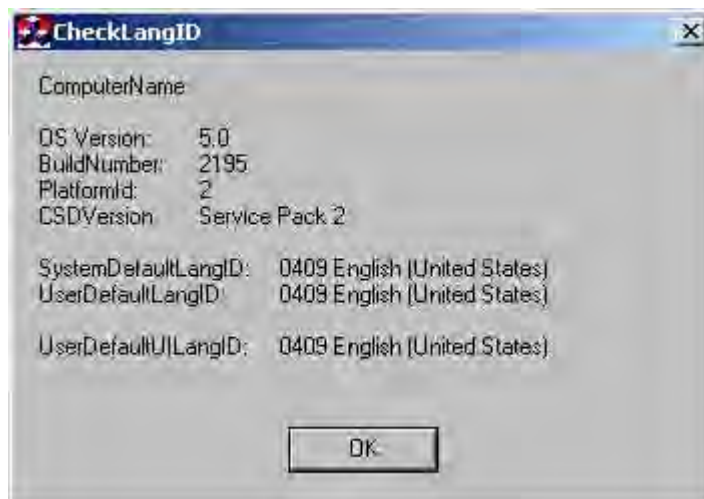 CheckLangID
ComputerName
OS Version: 5.0
BuildNumber: 2195
PlatformId: 2
CSDVersion Service Pack 2
SystemDefaultLangID: 0409 English (United States)
UserDefaultLangID 0409 English (United States)
UserDefaultUILangID: 0409 English (United States)
OK